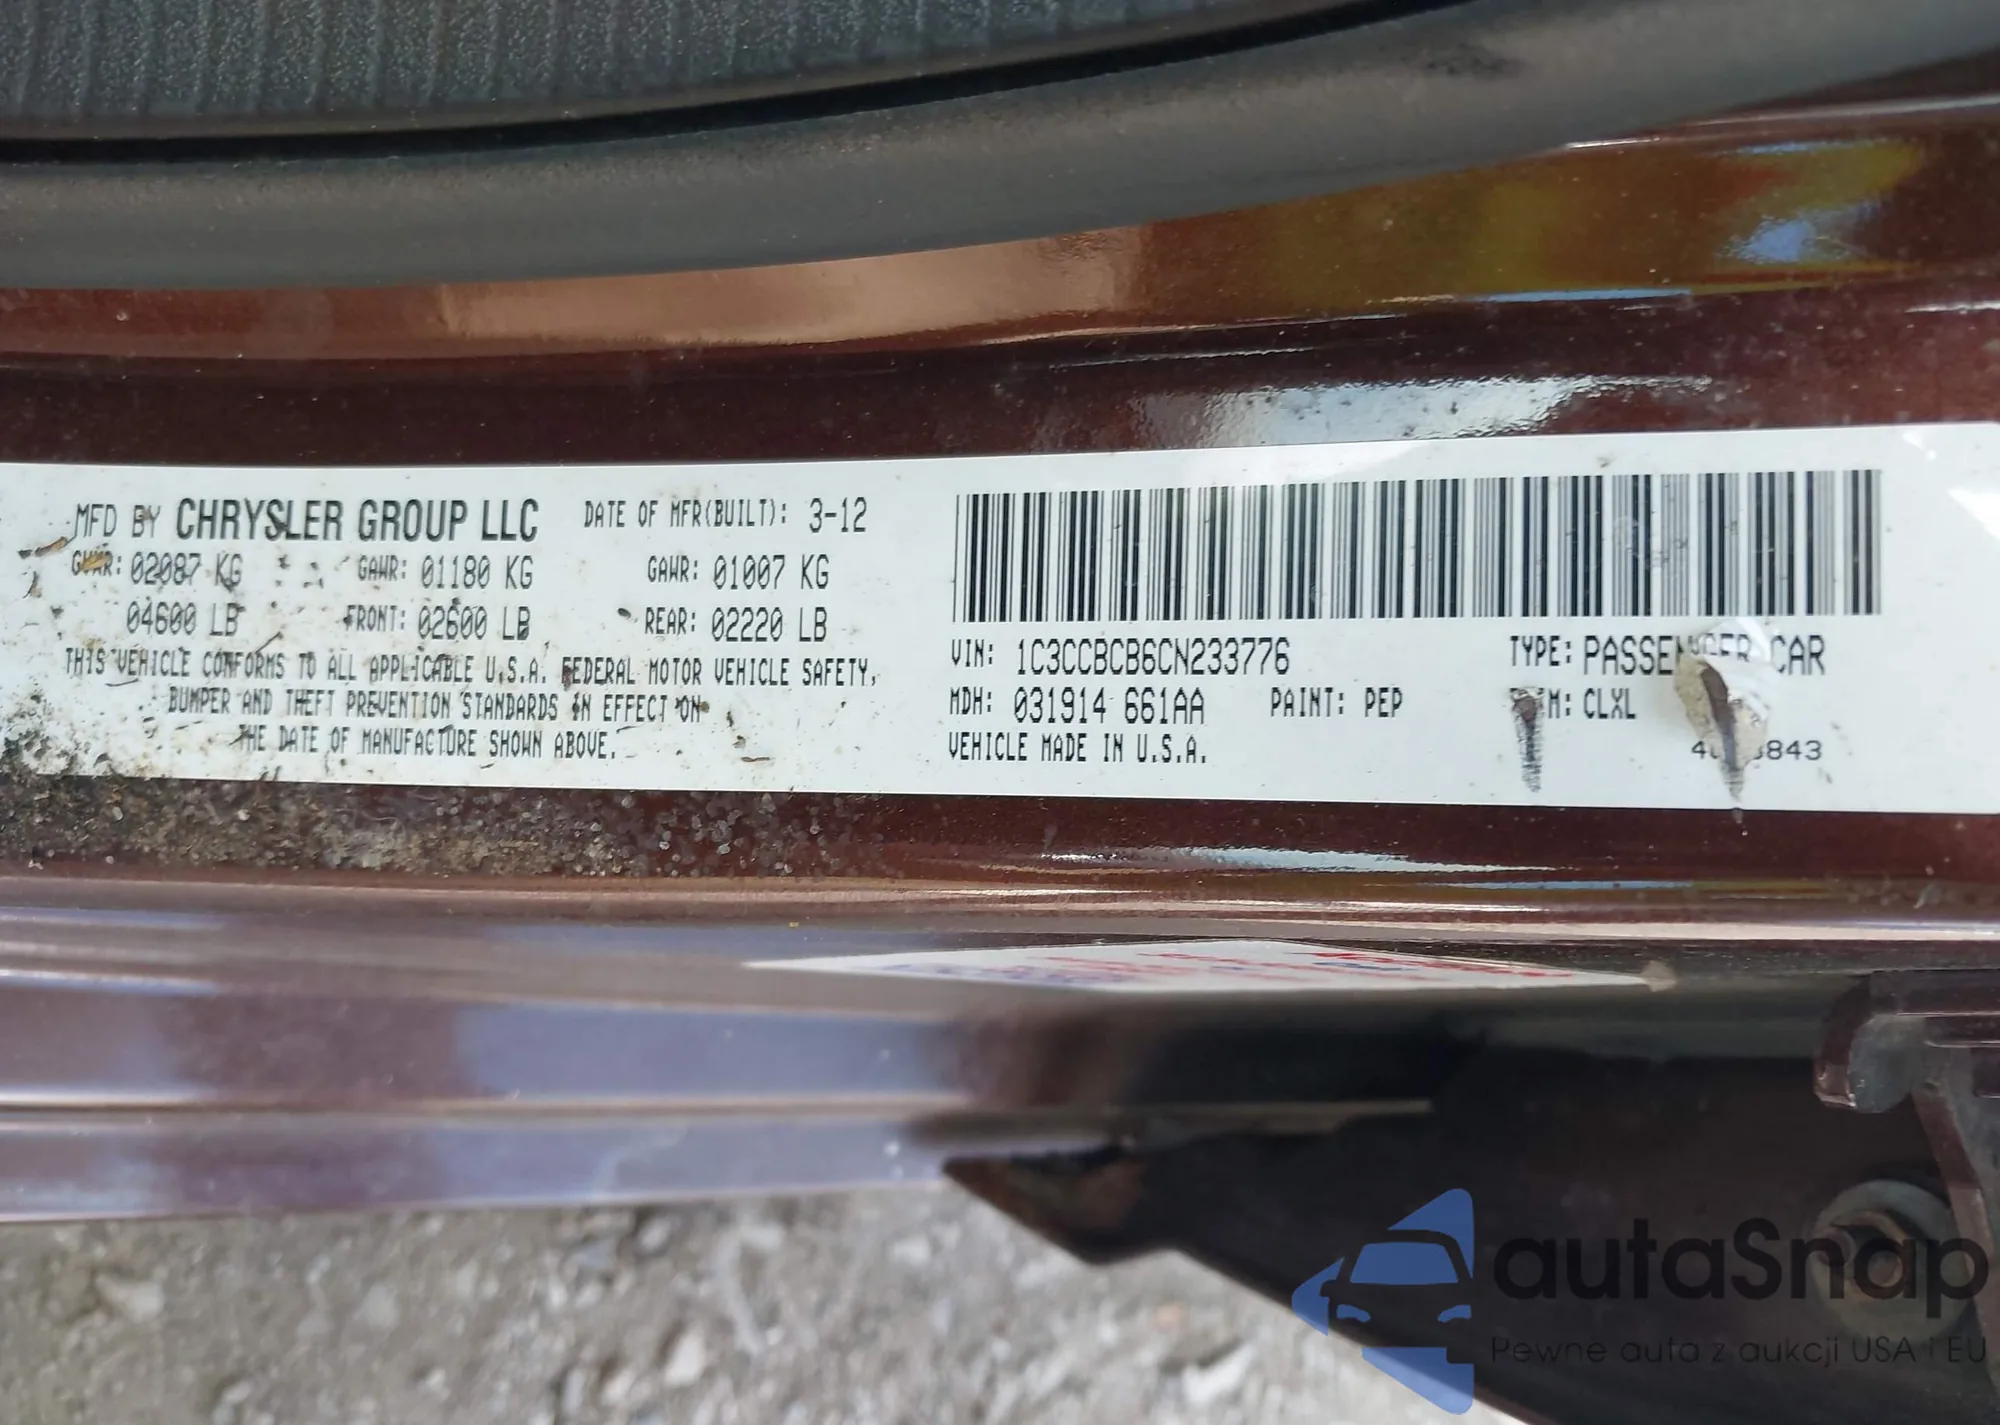 MFD BY CHRYSLER GROUP LLC DATE OF MFR(BUILT): 3-12
GVWR: 02087 KG GAWR: 01180 KG GAWR: 01007 KG
04600 LB FRONT: 02600 LB REAR: 02220 LB
THIS VEHICLE CONFORMS TO ALL APPLICABLE U.S.A. FEDERAL MOTOR VEHICLE SAFETY,
BUMPER AND THEFT PREVENTION STANDARDS IN EFFECT ON
THE DATE OF MANUFACTURE SHOWN ABOVE.
VIN: 1C3CCBCB6CN233776 TYPE: PASSENGER CAR
MDH: 031914 661AA PAINT: PEP CLXL
VEHICLE MADE IN U.S.A.
autaSnap
Pewne auta z aukcji USA i EU